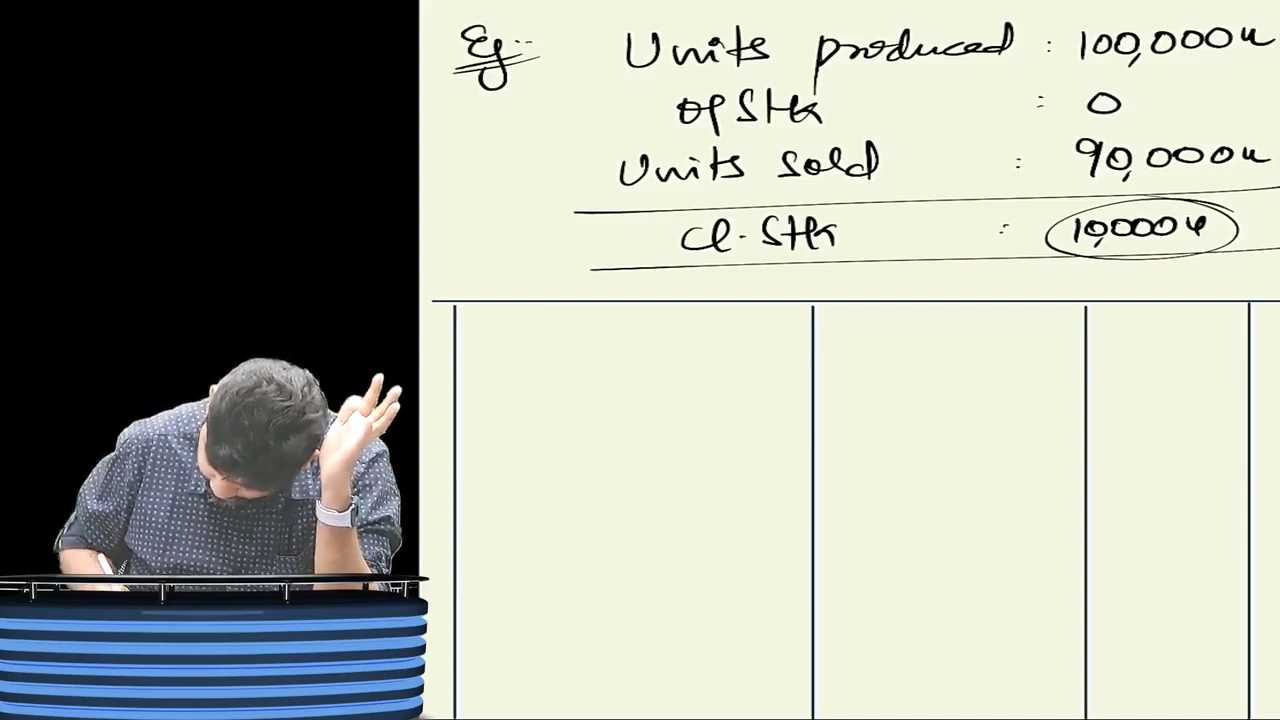 Eg:-
Units produced : 100,000u
op Stk : 0
Units sold : 90,000u
Cl. Stk : 10,000u